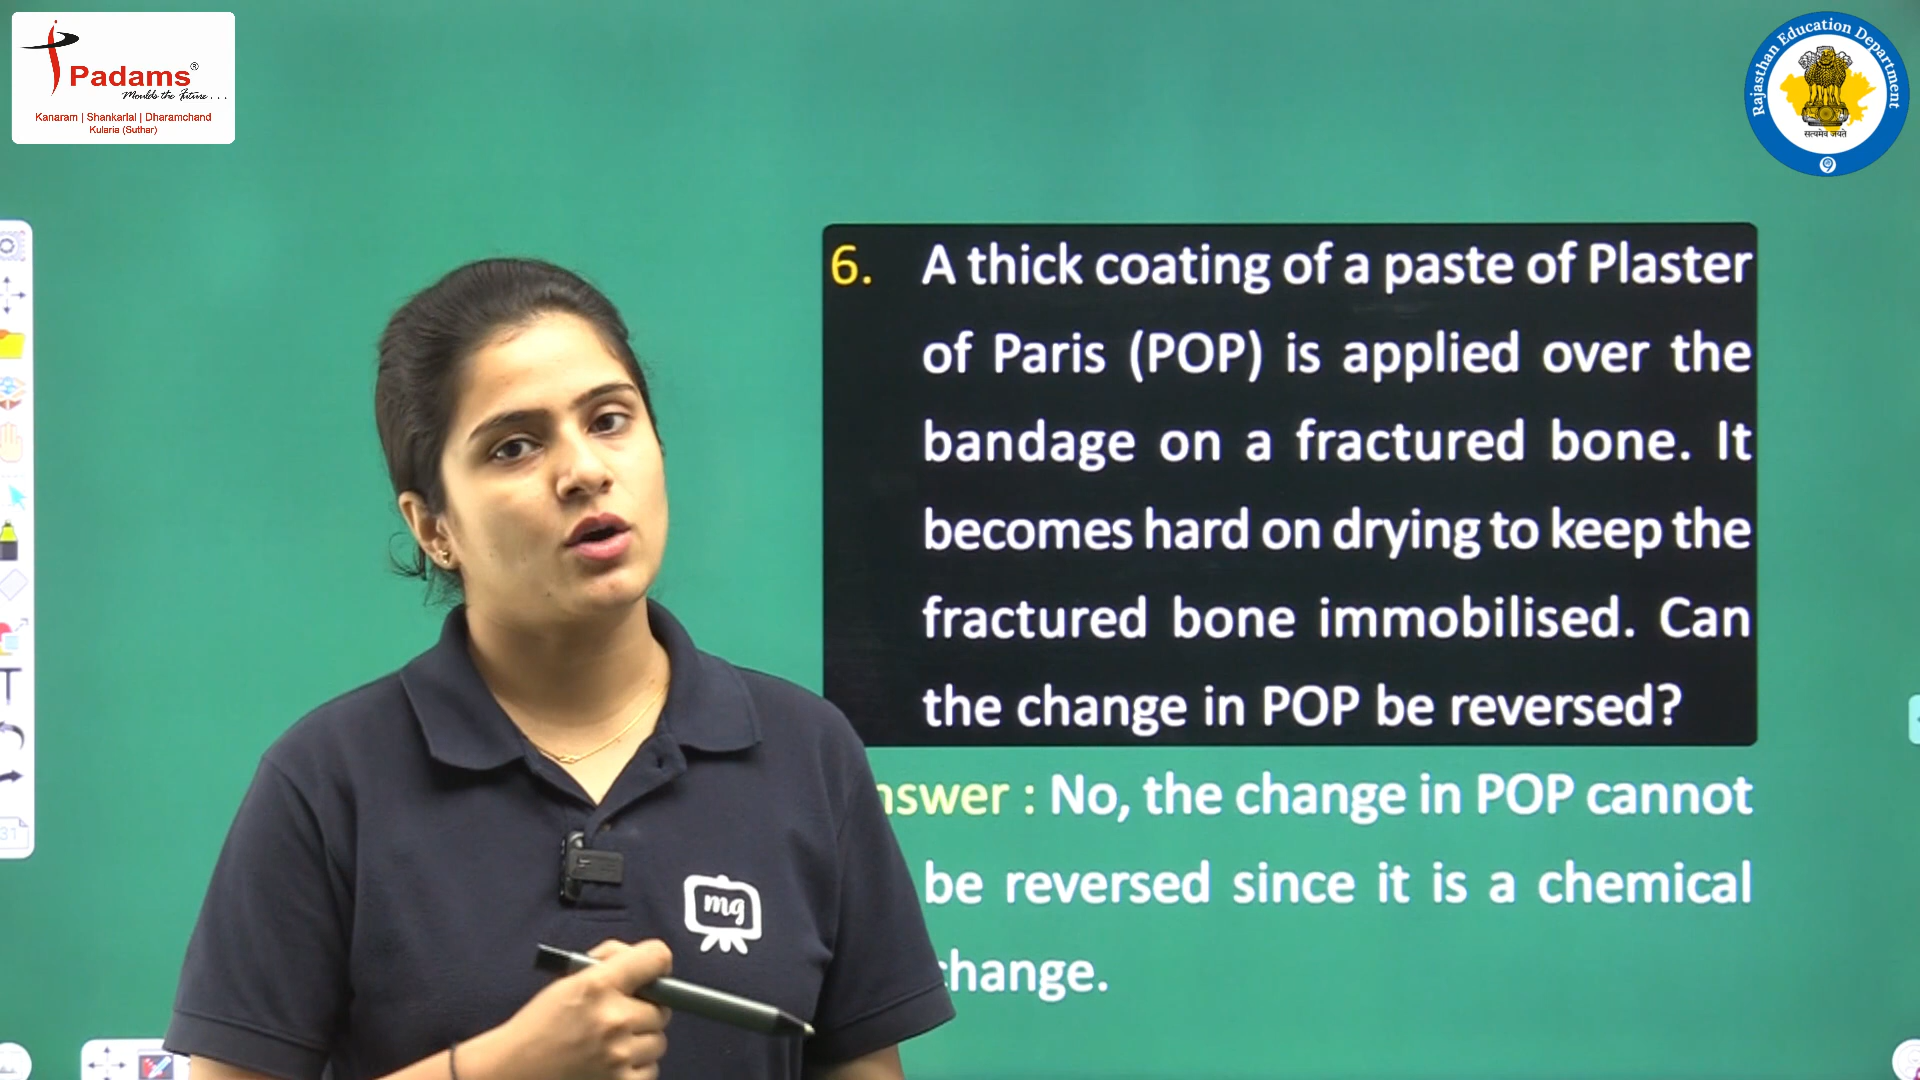 Padams®
Moulds the Future . . .
Kanaram | Shankarlal | Dharamchand
Kularia (Suthar)
Rajasthan Education Department
सत्यमेव जयते
6. A thick coating of a paste of Plaster
of Paris (POP) is applied over the
bandage on a fractured bone. It
becomes hard on drying to keep the
fractured bone immobilised. Can
the change in POP be reversed?
nswer : No, the change in POP cannot
be reversed since it is a chemical
change.
mg
T
31